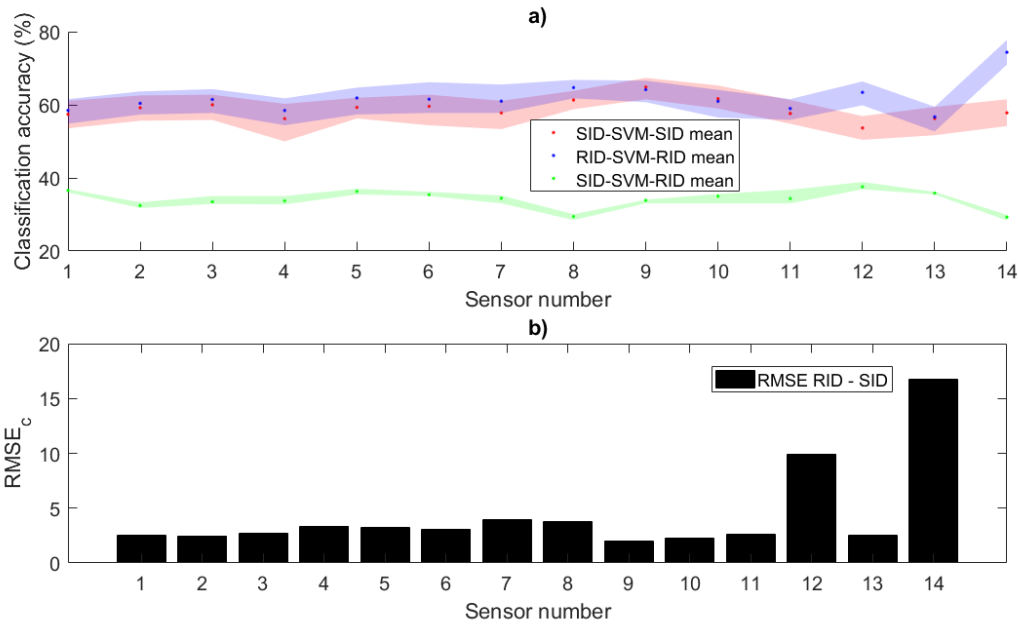 a)
Classification accuracy (%)
80
60
40
20
SID-SVM-SID mean
RID-SVM-RID mean
SID-SVM-RID mean
1 2 3 4 5 6 7 8 9 10 11 12 13 14
Sensor number
b)
RMSE_c
20
15
10
5
0
RMSE RID - SID
1 2 3 4 5 6 7 8 9 10 11 12 13 14
Sensor number